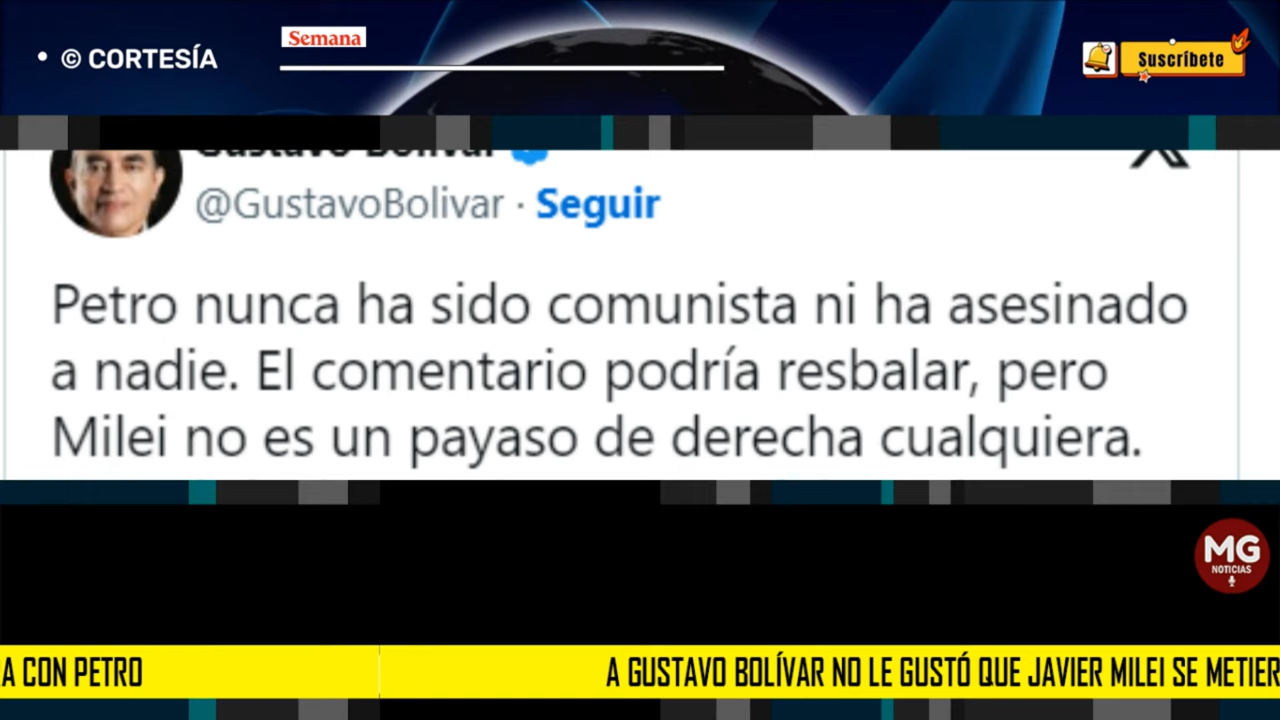 • © CORTESÍA
Semana
Suscríbete
Gustavo Bolívar
@GustavoBolivar · Seguir
Petro nunca ha sido comunista ni ha asesinado
a nadie. El comentario podría resbalar, pero
Milei no es un payaso de derecha cualquiera.
MG
NOTICIAS
A CON PETRO
A GUSTAVO BOLÍVAR NO LE GUSTÓ QUE JAVIER MILEI SE METIER